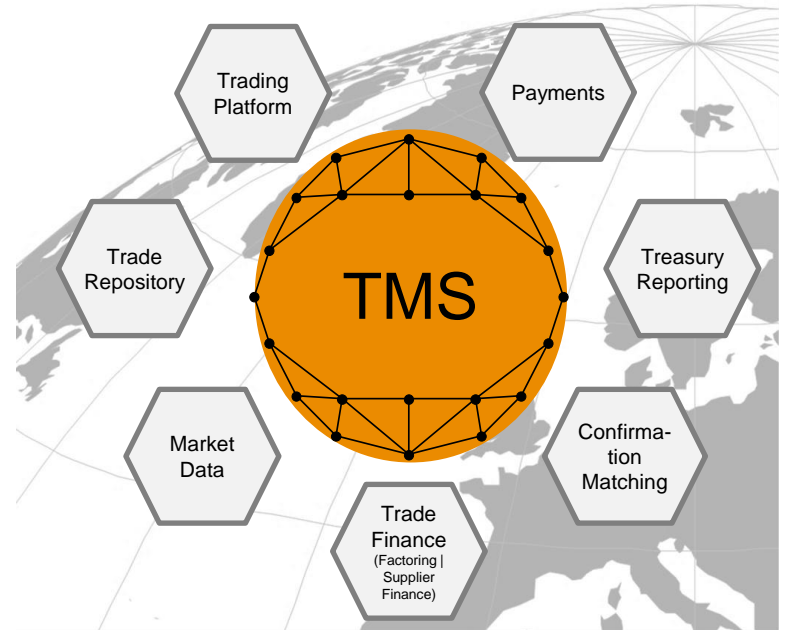 Trading
Platform
Payments
Trade
Repository
TMS
Treasury
Reporting
Market
Data
Confirma-
tion
Matching
Trade
Finance
(Factoring |
Supplier
Finance)